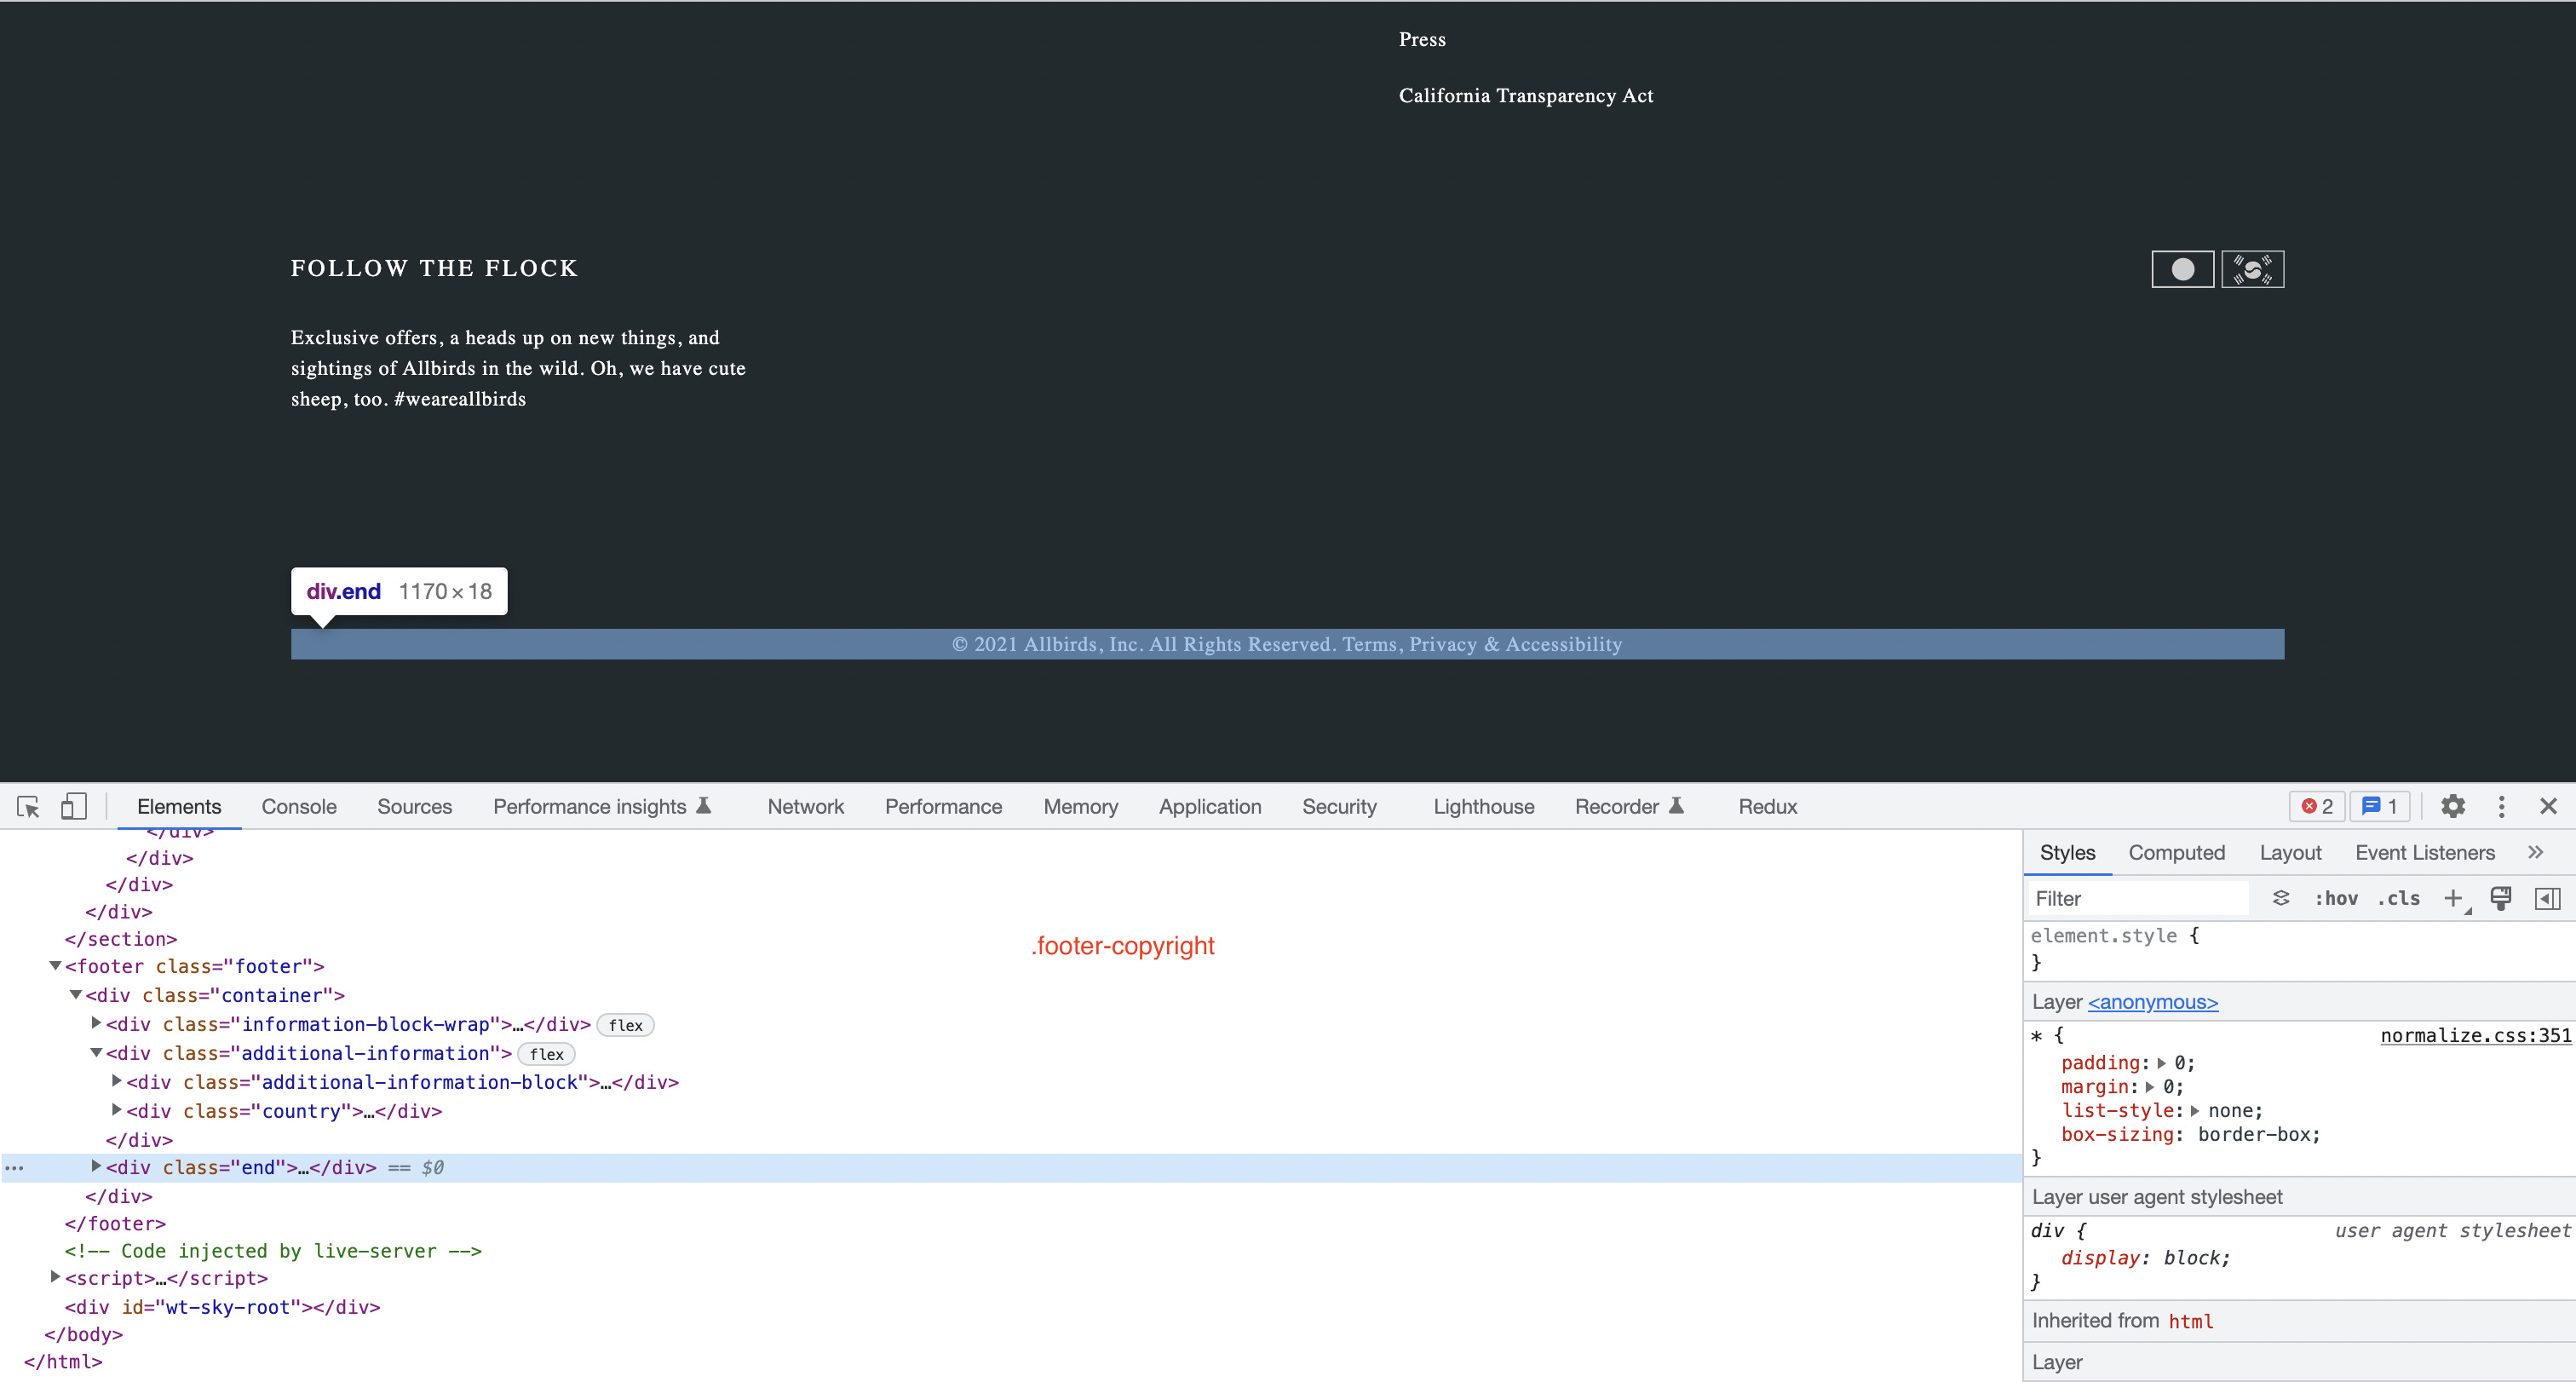 Press
California Transparency Act
FOLLOW THE FLOCK
Exclusive offers, a heads up on new things, and
sightings of Allbirds in the wild. Oh, we have cute
sheep, too. #weareallbirds
div.end 1170 × 18
© 2021 Allbirds, Inc. All Rights Reserved. Terms, Privacy & Accessibility
Elements Console Sources Performance insights Network Performance Memory Application Security Lighthouse Recorder Redux 2 1
</div>
</div>
</div>
</div>
</section>
.footer-copyright
<footer class="footer">
<div class="container">
<div class="information-block-wrap">…</div> flex
<div class="additional-information"> flex
<div class="additional-information-block">…</div>
<div class="country">…</div>
</div>
<div class="end">…</div> == $0
</div>
</footer>
<!-- Code injected by live-server -->
<script>…</script>
<div id="wt-sky-root"></div>
</body>
</html>
Styles Computed Layout Event Listeners
Filter :hov .cls
element.style {
}
Layer <anonymous>
* { normalize.css:351
padding: 0;
margin: 0;
list-style: none;
box-sizing: border-box;
}
Layer user agent stylesheet
div { user agent stylesheet
display: block;
}
Inherited from html
Layer